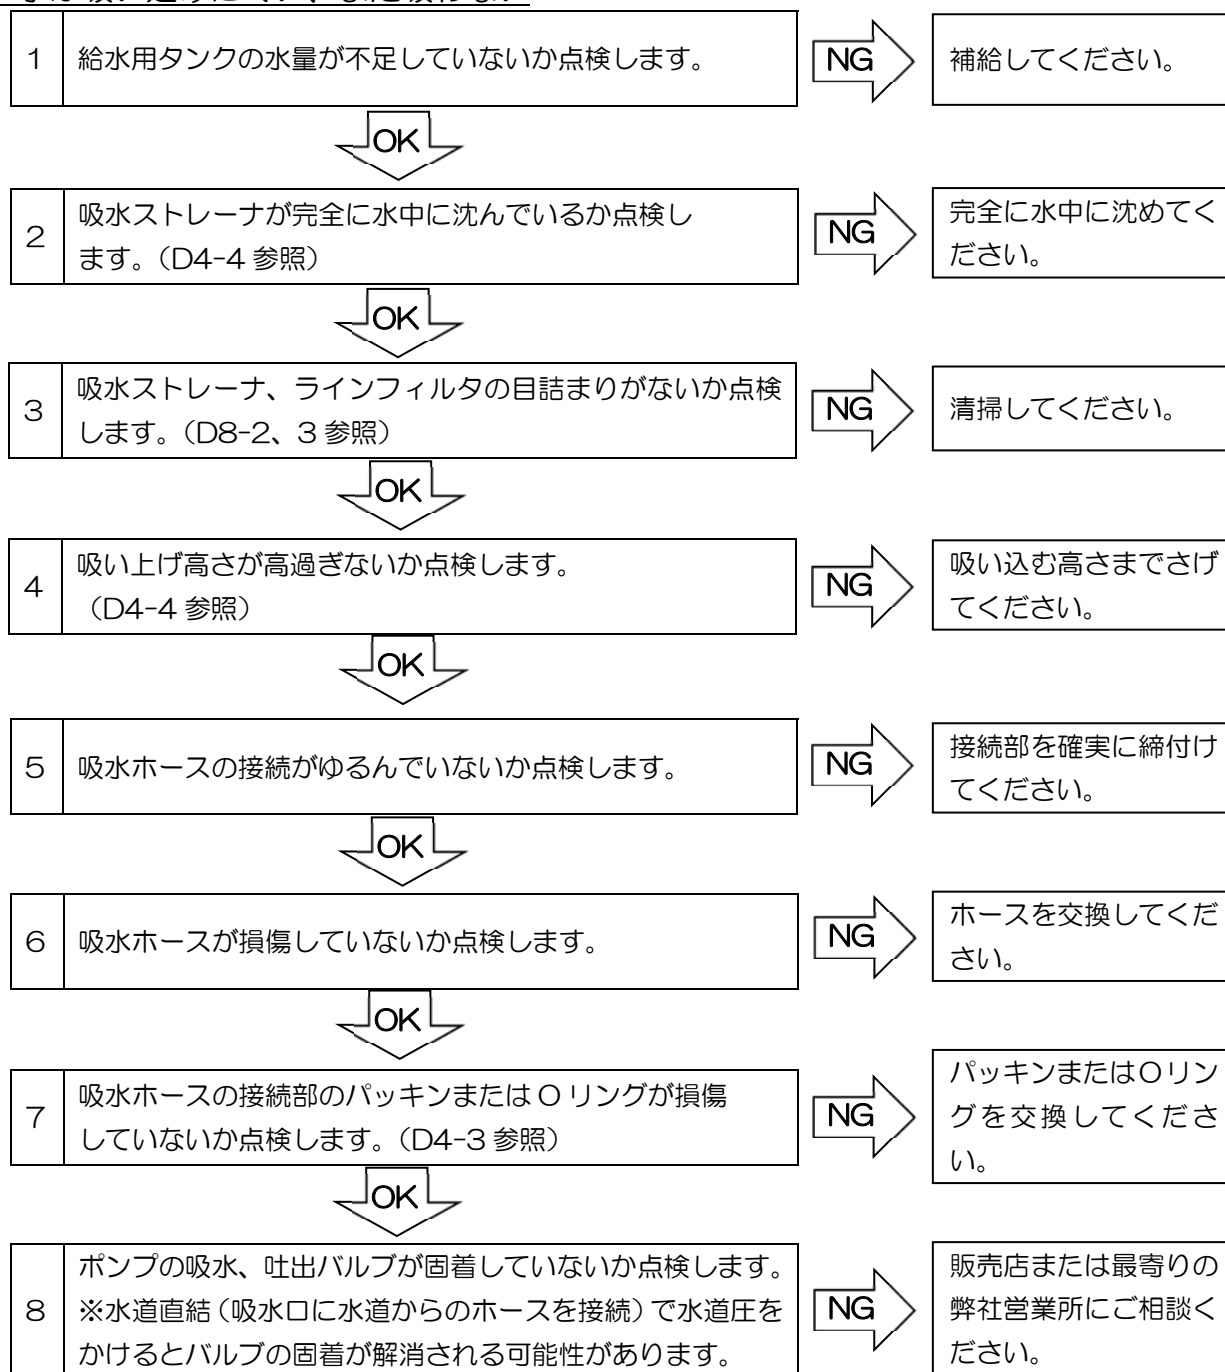 1
給水用タンクの水量が不足していないか点検します。
NG
補給してください。
OK
2
吸水ストレーナが完全に水中に沈んでいるか点検し
ます。（D4-4 参照）
NG
完全に水中に沈めてく
ださい。
OK
3
吸水ストレーナ、ラインフィルタの目詰まりがないか点検
します。（D8-2、3 参照）
NG
清掃してください。
OK
4
吸い上げ高さが高過ぎないか点検します。
（D4-4 参照）
NG
吸い込む高さまでさげ
てください。
OK
5
吸水ホースの接続がゆるんでいないか点検します。
NG
接続部を確実に締付け
てください。
OK
6
吸水ホースが損傷していないか点検します。
NG
ホースを交換してくだ
さい。
OK
7
吸水ホースの接続部のパッキンまたは O リングが損傷
していないか点検します。（D4-3 参照）
NG
パッキンまたはOリン
グを交換してくださ
い。
OK
8
ポンプの吸水、吐出バルブが固着していないか点検します。
※水道直結（吸水口に水道からのホースを接続）で水道圧を
かけるとバルブの固着が解消される可能性があります。
NG
販売店または最寄りの
弊社営業所にご相談く
ださい。